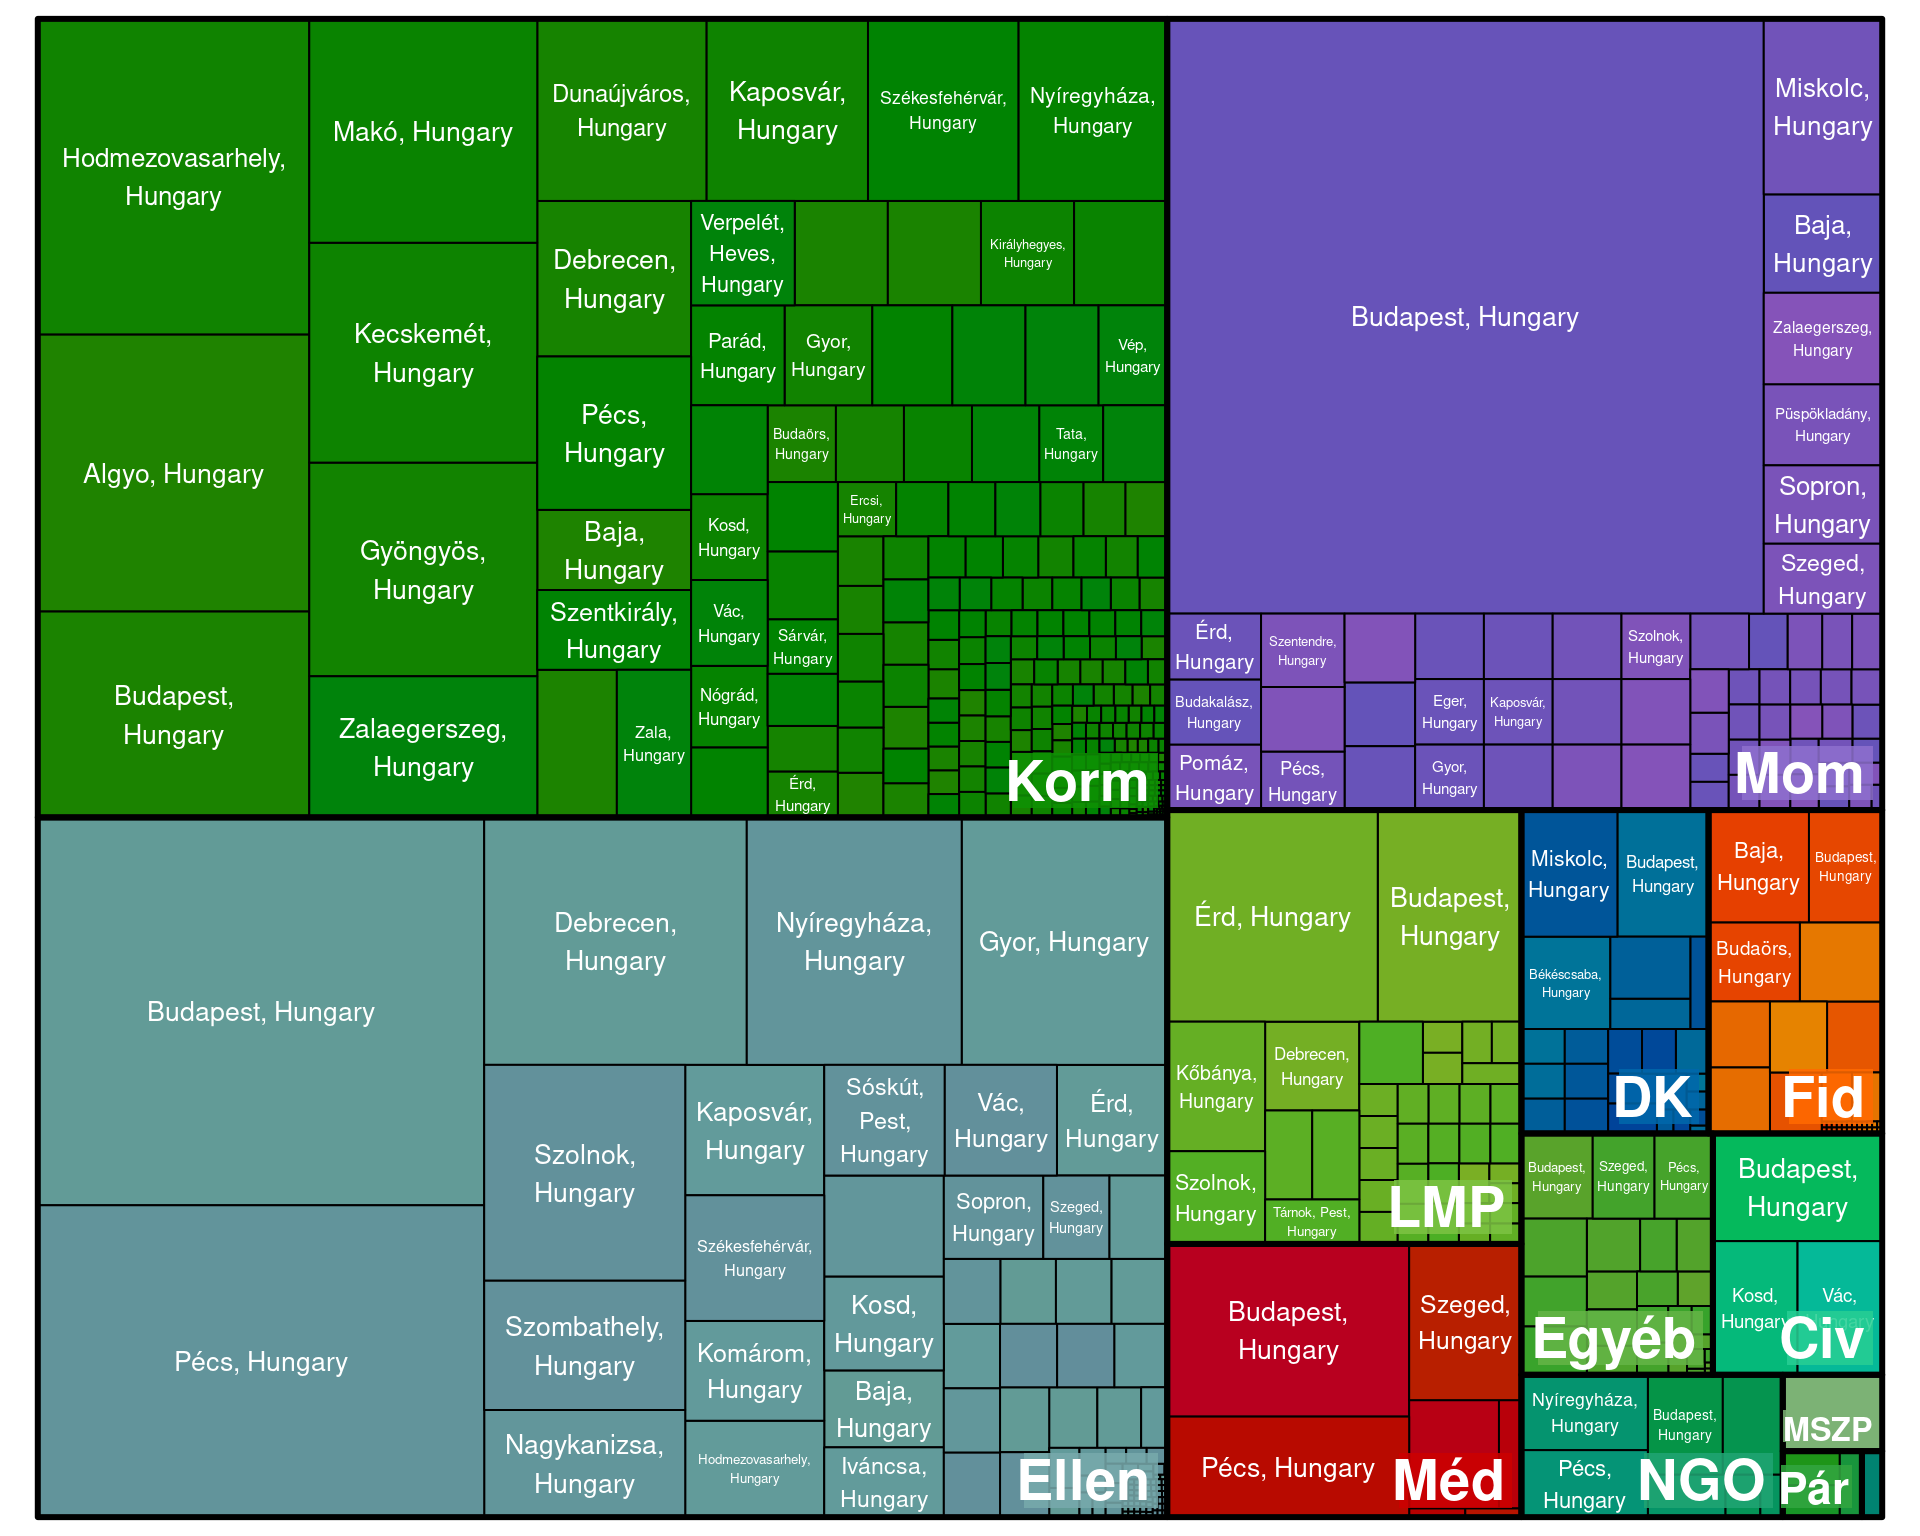 Hodmezovasarhely,
Hungary
Algyo, Hungary
Budapest,
Hungary
Makó, Hungary
Kecskemét,
Hungary
Gyöngyös,
Hungary
Zalaegerszeg,
Hungary
Dunaújváros,
Hungary
Kaposvár,
Hungary
Székesfehérvár,
Hungary
Nyíregyháza,
Hungary
Debrecen,
Hungary
Pécs,
Hungary
Baja,
Hungary
Szentkirály,
Hungary
Zala,
Hungary
Verpelét,
Heves,
Hungary
Királyhegyes,
Hungary
Parád,
Hungary
Gyor,
Hungary
Vép,
Hungary
Budaörs,
Hungary
Tata,
Hungary
Kosd,
Hungary
Ercsi,
Hungary
Vác,
Hungary
Sárvár,
Hungary
Nógrád,
Hungary
Érd,
Hungary
Korm
Budapest, Hungary
Miskolc,
Hungary
Baja,
Hungary
Zalaegerszeg,
Hungary
Püspökladány,
Hungary
Sopron,
Hungary
Szeged,
Hungary
Érd,
Hungary
Szentendre,
Hungary
Szolnok,
Hungary
Budakalász,
Hungary
Eger,
Hungary
Kaposvár,
Hungary
Pomáz,
Hungary
Pécs,
Hungary
Gyor,
Hungary
Mom
Budapest, Hungary
Pécs, Hungary
Debrecen,
Hungary
Nyíregyháza,
Hungary
Gyor, Hungary
Szolnok,
Hungary
Szombathely,
Hungary
Nagykanizsa,
Hungary
Kaposvár,
Hungary
Székesfehérvár,
Hungary
Komárom,
Hungary
Hodmezovasarhely,
Hungary
Sóskút,
Pest,
Hungary
Vác,
Hungary
Érd,
Hungary
Sopron,
Hungary
Szeged,
Hungary
Kosd,
Hungary
Baja,
Hungary
Iváncsa,
Hungary
Ellen
Érd, Hungary
Budapest,
Hungary
Kőbánya,
Hungary
Debrecen,
Hungary
Szolnok,
Hungary
Tárnok, Pest,
Hungary
LMP
Budapest,
Hungary
Szeged,
Hungary
Pécs, Hungary
Méd
Miskolc,
Hungary
Budapest,
Hungary
Békéscsaba,
Hungary
DK
Baja,
Hungary
Budapest,
Hungary
Budaörs,
Hungary
Fid
Budapest,
Hungary
Szeged,
Hungary
Pécs,
Hungary
Egyéb
Budapest,
Hungary
Kosd,
Hungary
Vác,
Hungary
Civ
Nyíregyháza,
Hungary
Budapest,
Hungary
Pécs,
Hungary
NGO
MSZP
Pár